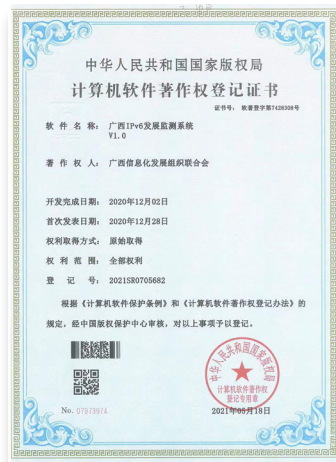 中华人民共和国国家版权局
计算机软件著作权登记证书
证书号： 软著登字第7428308号
软件名称： 广西IPv6发展监测系统
V1.0
著作权人： 广西信息化发展组织联合会
开发完成日期： 2020年12月02日
首次发表日期： 2020年12月28日
权利取得方式： 原始取得
权利范围： 全部权利
登记号： 2021SR0705682
根据《计算机软件保护条例》和《计算机软件著作权登记办法》的
规定，经中国版权保护中心审核，对以上事项予以登记。
中华人民共和国国家版权局
计算机软件著作权
登记专用章
No. 07973974
2021年05月18日